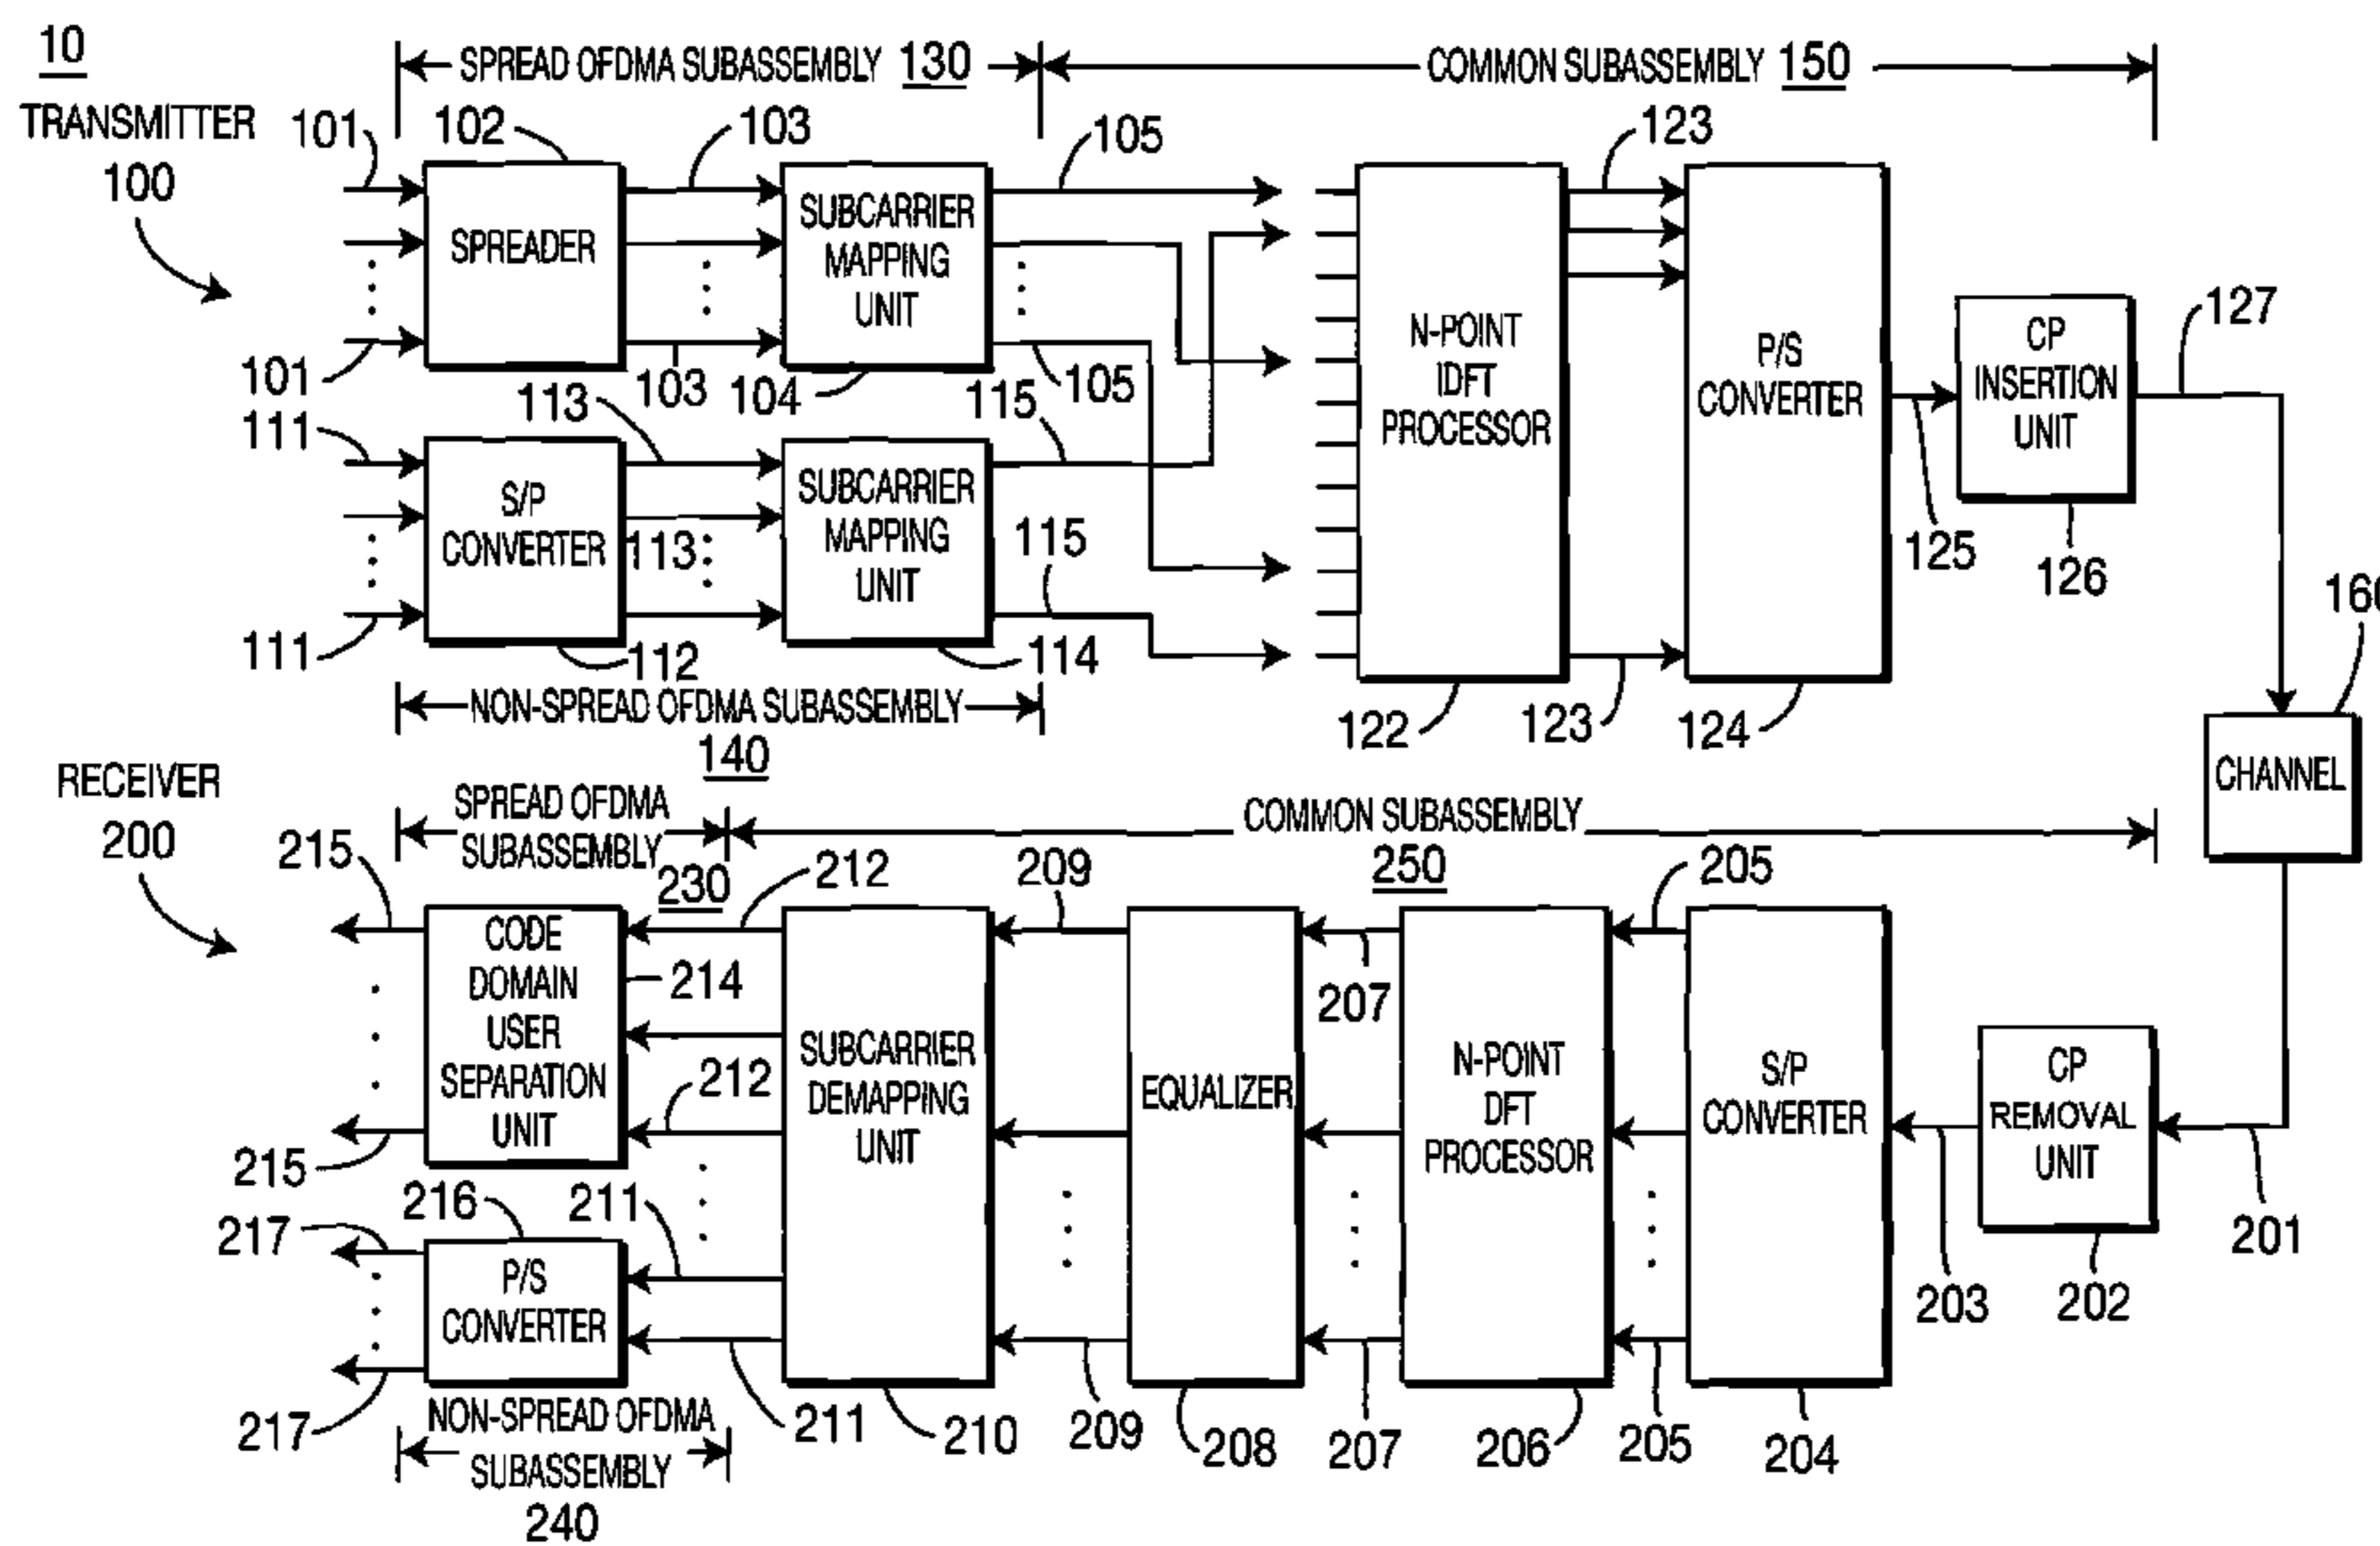 10
SPREAD OFDMA SUBASSEMBLY 130
COMMON SUBASSEMBLY 150
TRANSMITTER
100
101
102
103
105
123
SPREADER
SUBCARRIER
MAPPING
UNIT
N-POINT
IDFT
PROCESSOR
P/S
CONVERTER
CP
INSERTION
UNIT
127
101
103
104
105
113
115
111
S/P
CONVERTER
113
SUBCARRIER
MAPPING
UNIT
115
125
126
111
112
114
122
123
124
NON-SPREAD OFDMA SUBASSEMBLY
140
CHANNEL
RECEIVER
200
SPREAD OFDMA
SUBASSEMBLY
230
COMMON SUBASSEMBLY
250
215
212
209
207
205
CODE
DOMAIN
USER
SEPARATION
UNIT
214
212
SUBCARRIER
DEMAPPING
UNIT
EQUALIZER
N-POINT
DFT
PROCESSOR
S/P
CONVERTER
CP
REMOVAL
UNIT
215
216
211
217
P/S
CONVERTER
203
202
201
217
211
210
209
208
207
206
205
204
NON-SPREAD OFDMA
SUBASSEMBLY
240